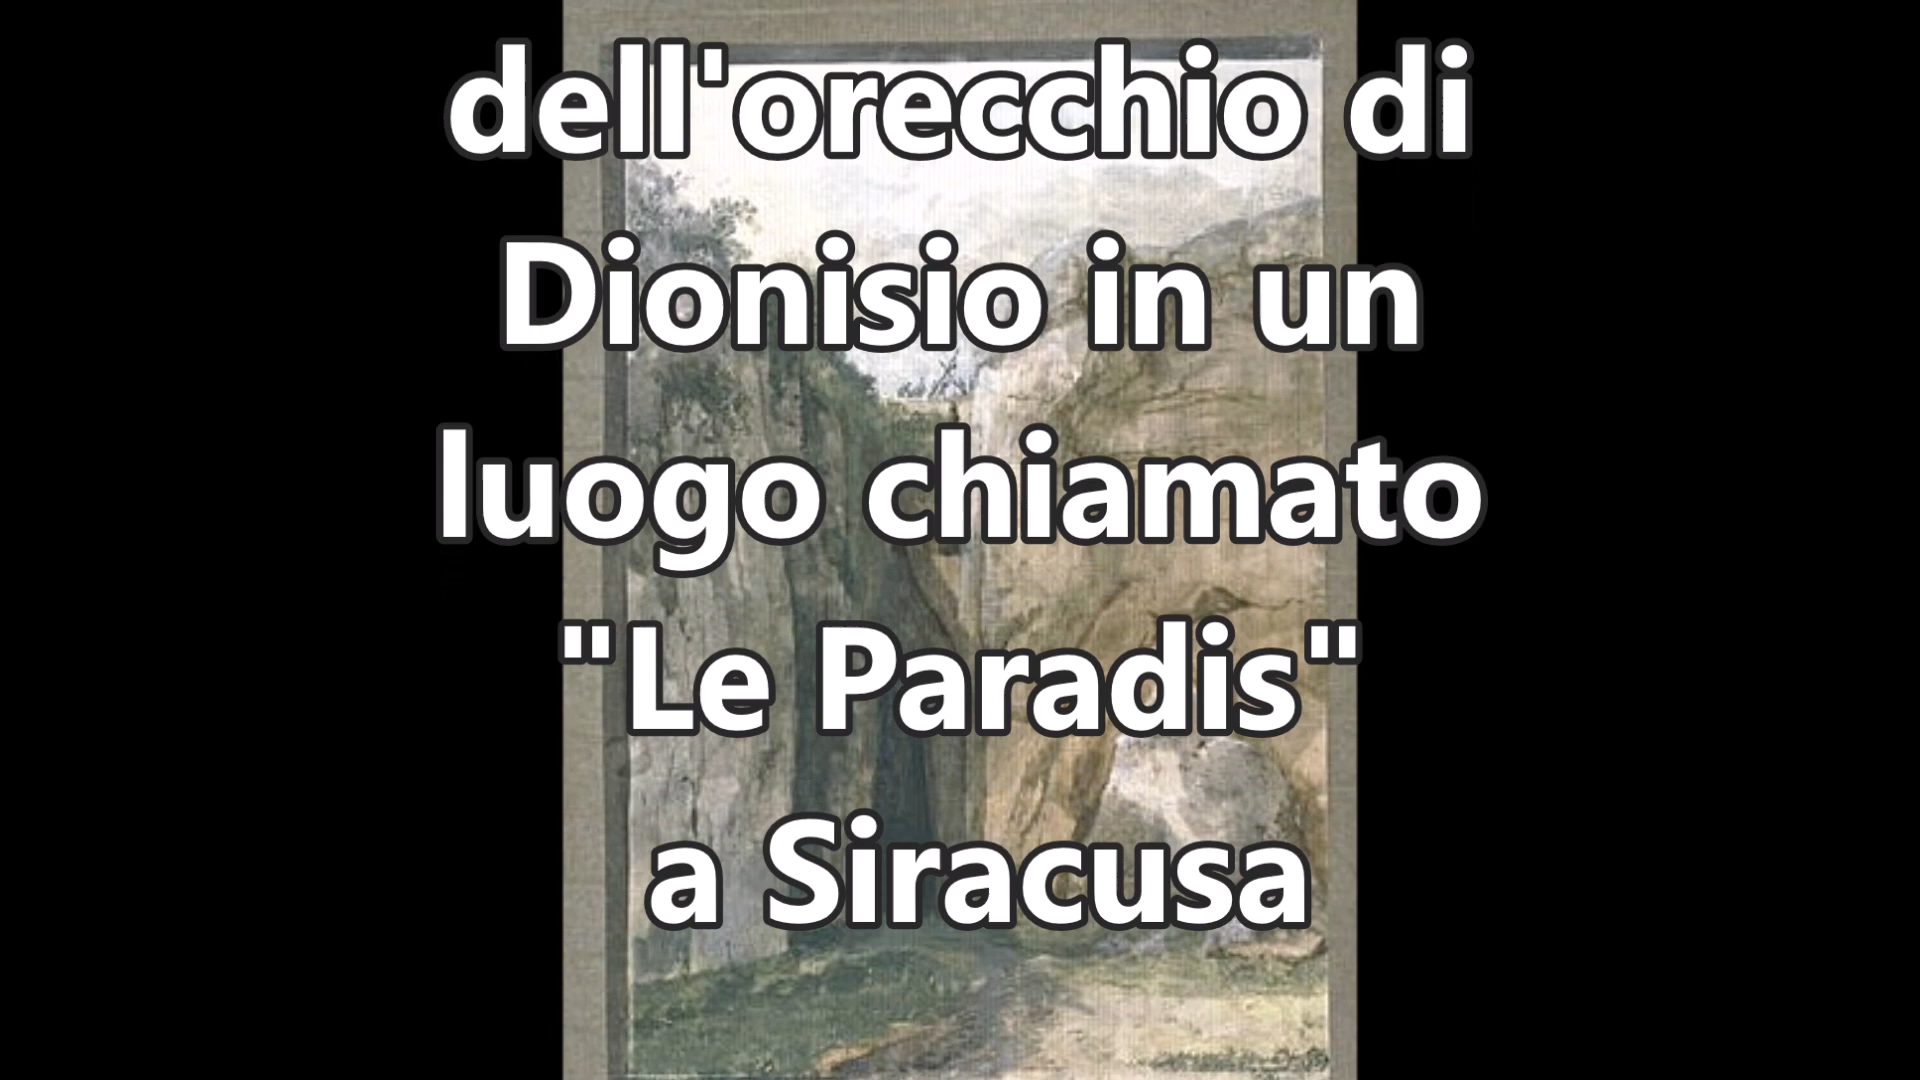 dell'orecchio di
Dionisio in un
luogo chiamato
"Le Paradis"
a Siracusa